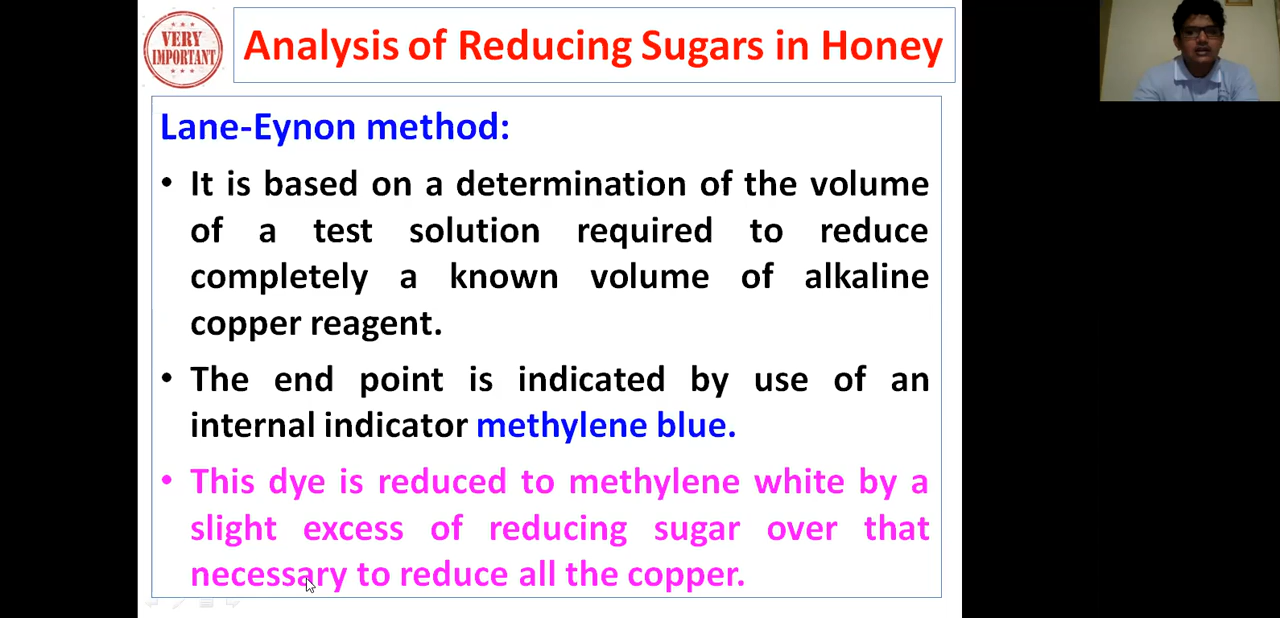 VERY
IMPORTANT
Analysis of Reducing Sugars in Honey
Lane-Eynon method:
• It is based on a determination of the volume
of a test solution required to reduce
completely a known volume of alkaline
copper reagent.
• The end point is indicated by use of an
internal indicator methylene blue.
• This dye is reduced to methylene white by a
slight excess of reducing sugar over that
necessary to reduce all the copper.